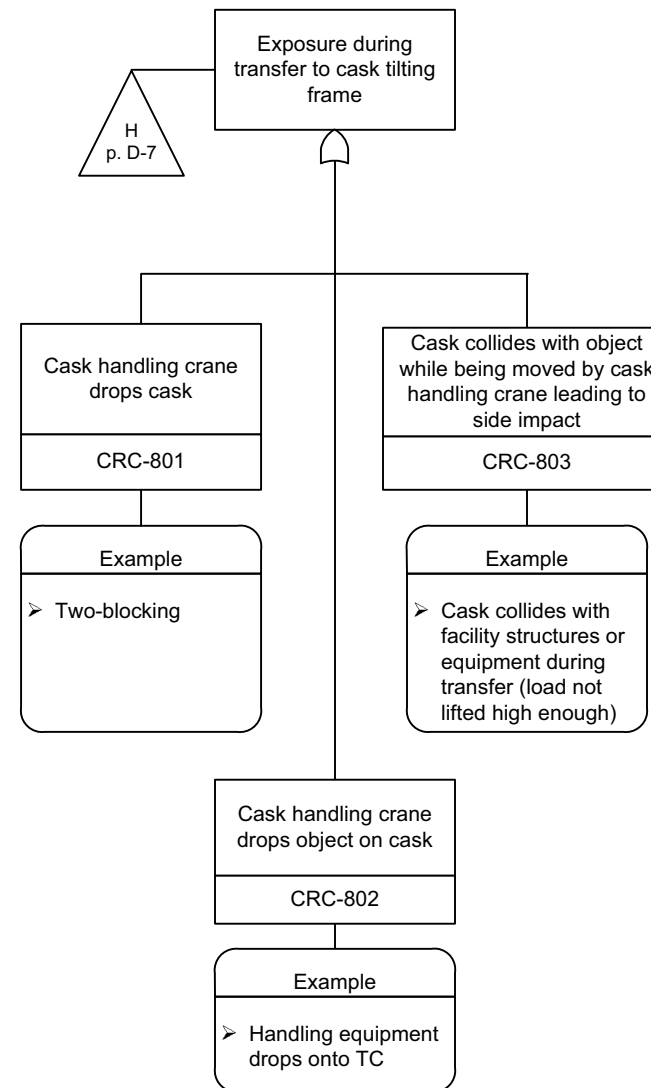 Exposure during
transfer to cask tilting
frame
H
p. D-7
Cask handling crane
drops cask
CRC-801
Example
➢ Two-blocking
Cask collides with object
while being moved by cask
handling crane leading to
side impact
CRC-803
Example
➢ Cask collides with
facility structures or
equipment during
transfer (load not
lifted high enough)
Cask handling crane
drops object on cask
CRC-802
Example
➢ Handling equipment
drops onto TC